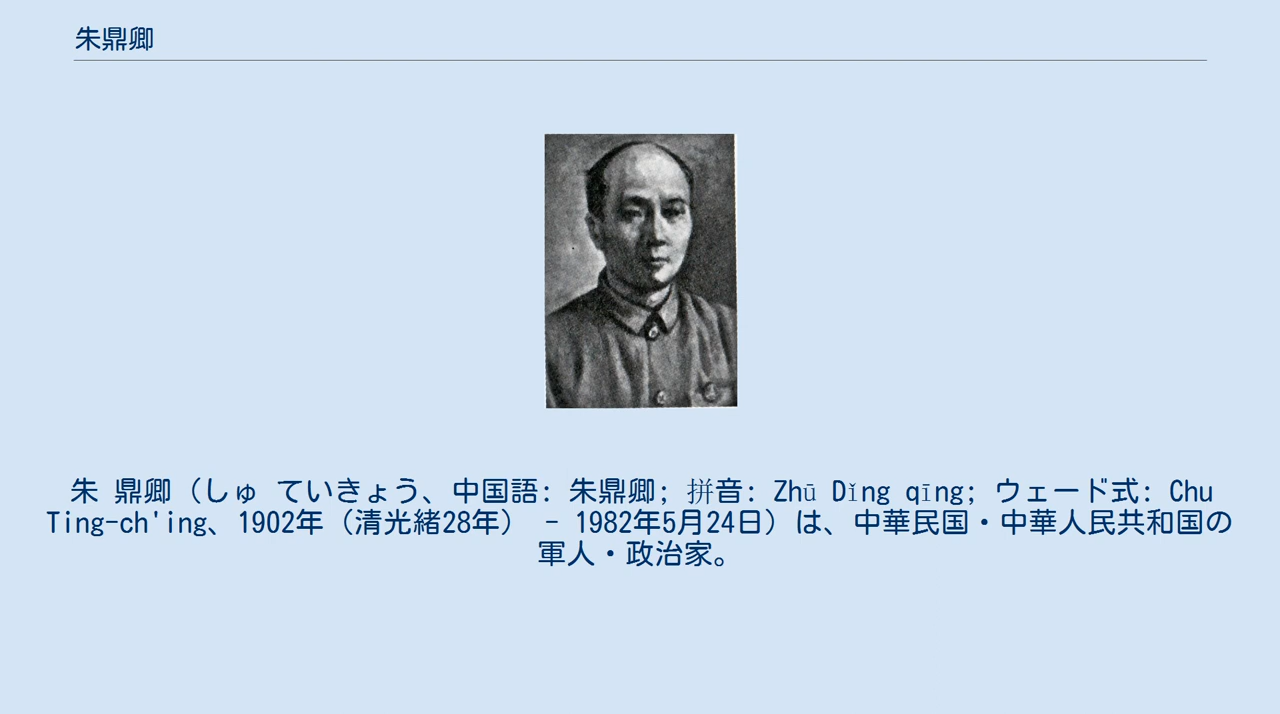 朱鼎卿
朱 鼎卿（しゅ ていきょう、中国語: 朱鼎卿; 拼音: Zhū Dǐng qīng; ウェード式: Chu
Ting-ch'ing、1902年（清光緒28年） - 1982年5月24日）は、中華民国・中華人民共和国の
軍人・政治家。